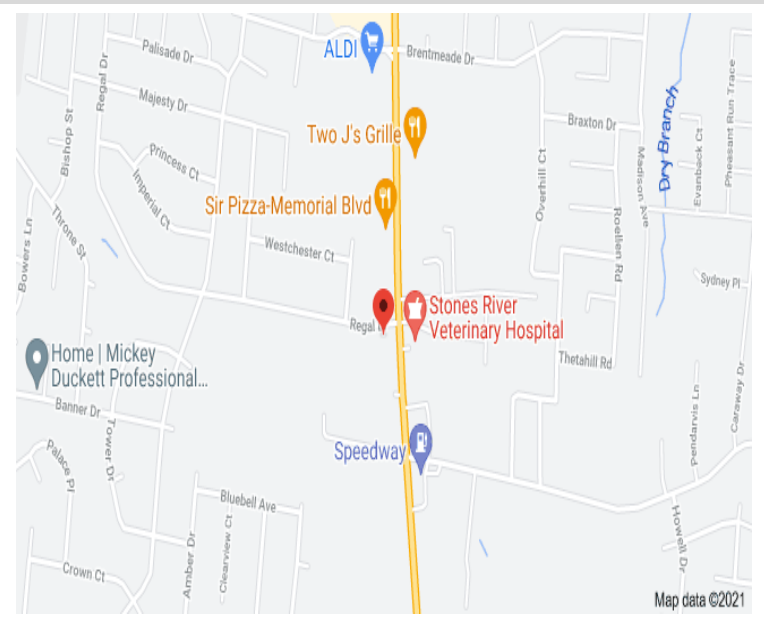 ALDI
Brentmeade Dr
Palisade Dr
Regal Dr
Majesty Dr
Two J's Grille
Braxton Dr
Dry Branch
Evanback Ct
Pheasant Run Trace
Bishop St
Princess Ct
Imperial Ct
Overhill Ct
Madison Ave
Sir Pizza-Memorial Blvd
Throne St
Bowers Ln
Westchester Ct
Roellen Rd
Sydney Pl
Stones River
Veterinary Hospital
Regal
Home | Mickey
Duckett Professional...
Thetahill Rd
Banner Dr
Tower Dr
Pendarvis Ln
Caraway Dr
Speedway
Palace Pl
Bluebell Ave
Clearview Ct
Amber Dr
Howell Dr
Crown Ct
Map data ©2021